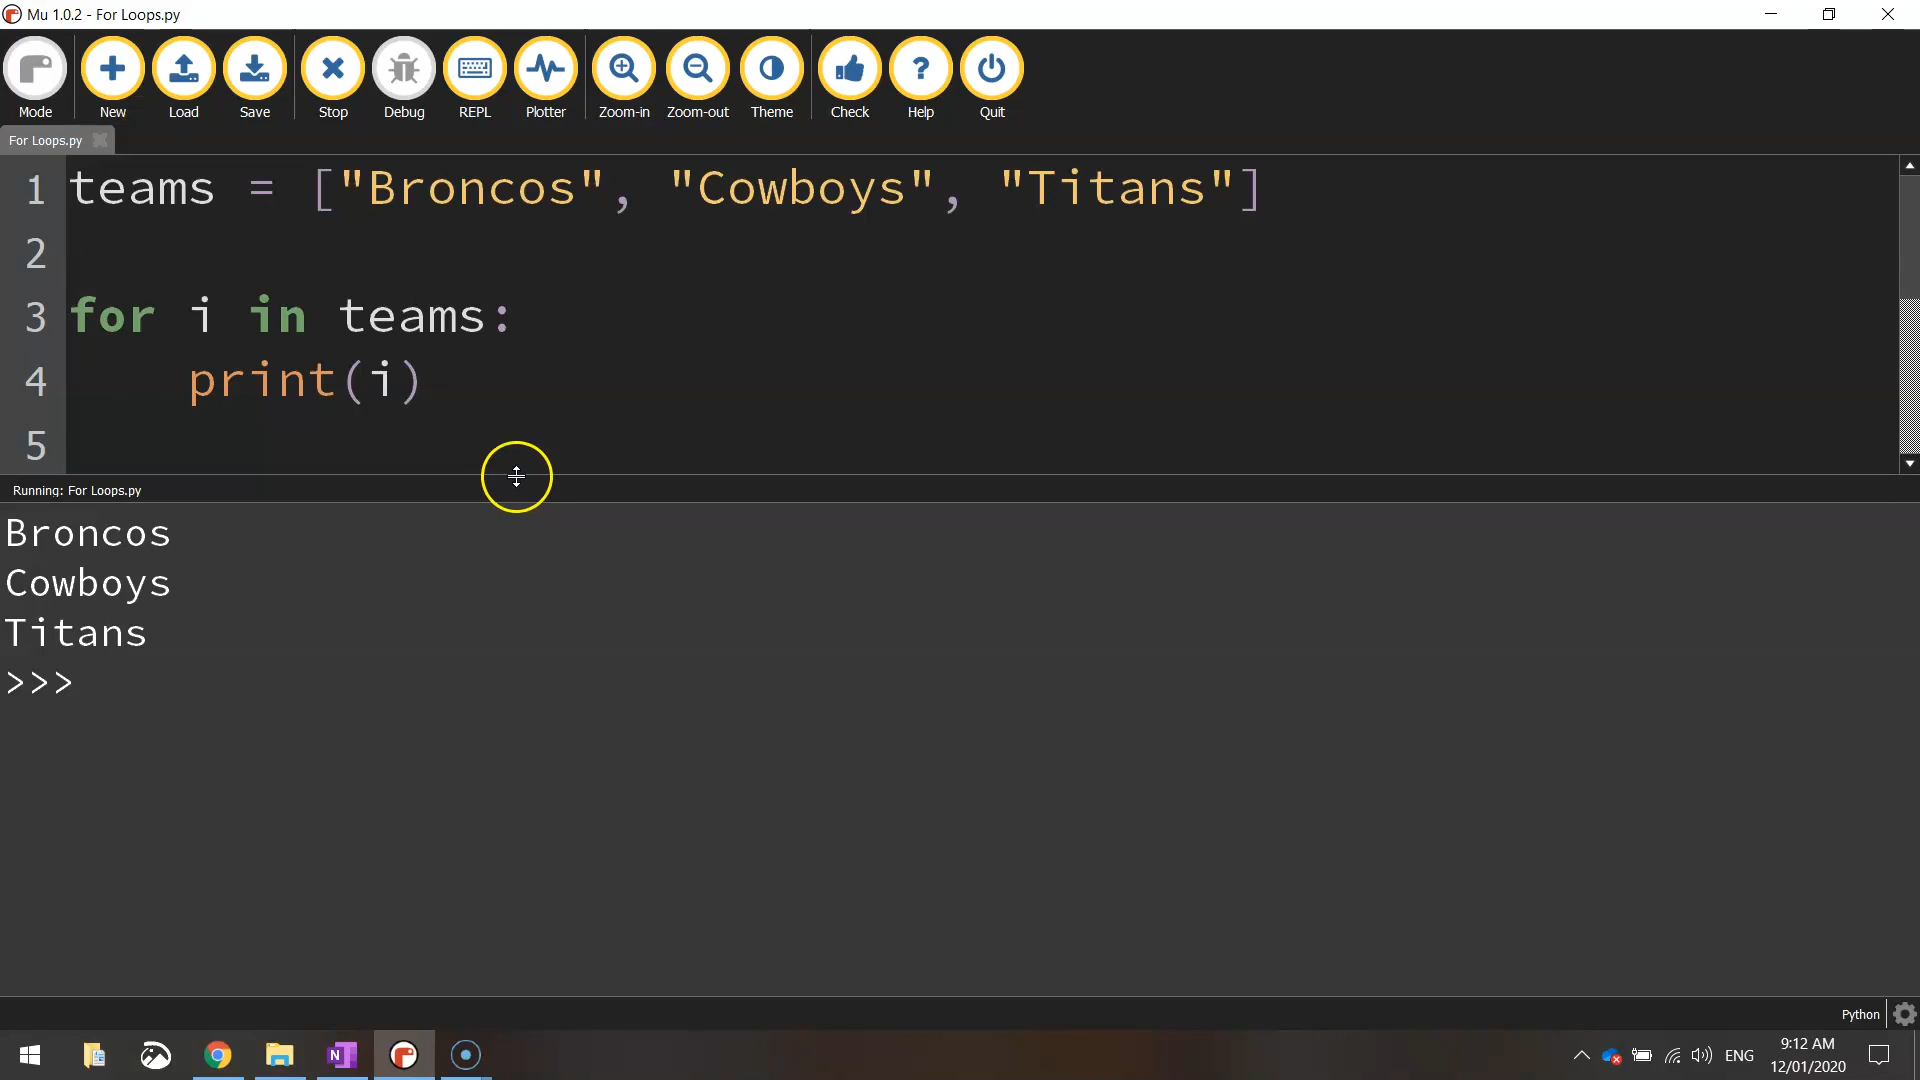 Mu 1.0.2 - For Loops.py
Mode New Load Save Stop Debug REPL Plotter Zoom-in Zoom-out Theme Check Help Quit
For Loops.py
1 teams = ["Broncos", "Cowboys", "Titans"]
2
3 for i in teams:
4     print(i)
5
Running: For Loops.py
Broncos
Cowboys
Titans
>>>
Python
N
ENG
9:12 AM
12/01/2020